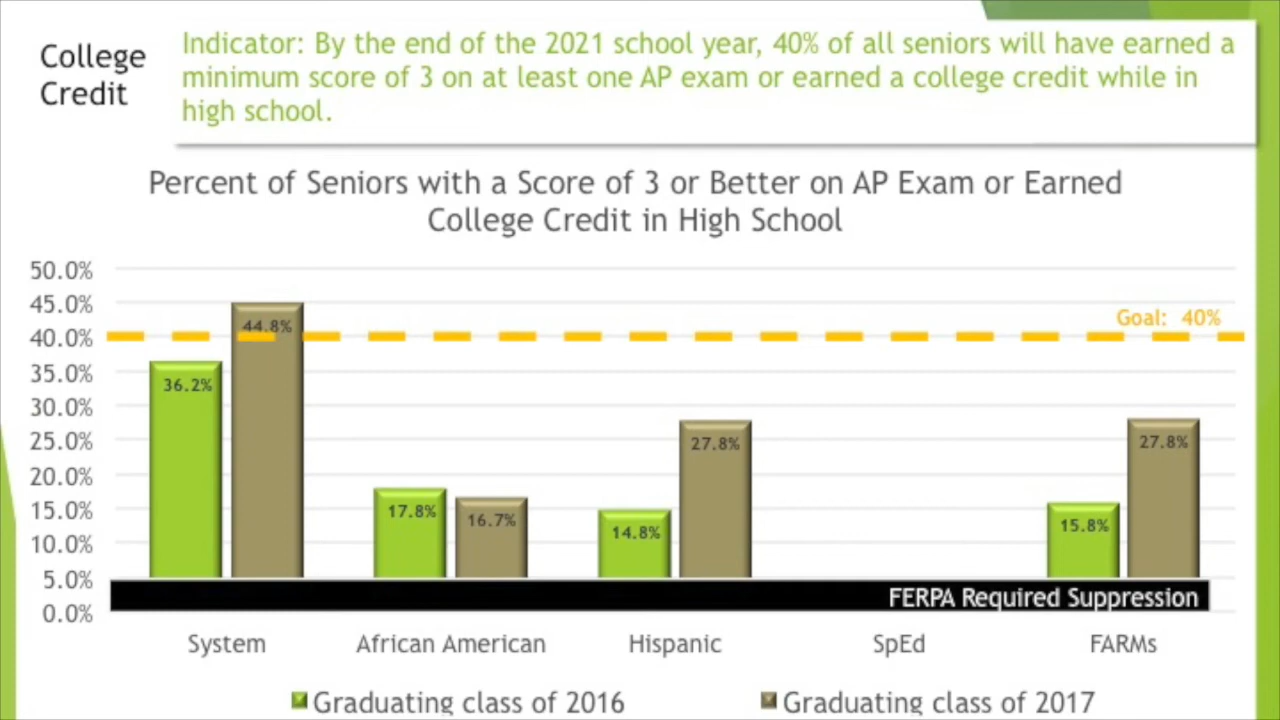 College
Credit
Indicator: By the end of the 2021 school year, 40% of all seniors will have earned a
minimum score of 3 on at least one AP exam or earned a college credit while in
high school.
Percent of Seniors with a Score of 3 or Better on AP Exam or Earned
College Credit in High School
50.0%
45.0%
40.0%
35.0%
30.0%
25.0%
20.0%
15.0%
10.0%
5.0%
0.0%
Goal: 40%
36.2%
44.8%
17.8%
16.7%
14.8%
27.8%
15.8%
27.8%
FERPA Required Suppression
System
African American
Hispanic
SpEd
FARMs
Graduating class of 2016
Graduating class of 2017